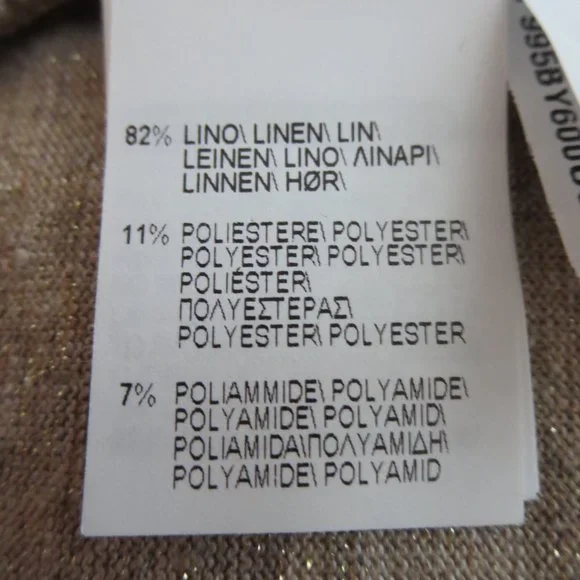 82% LINO\ LINEN\ LIN\
LEINEN\ LINO\ ΛΙΝΑΡΙ\
LINNEN\ HØR\
11% POLIESTERE\ POLYESTER\
POLYESTER\ POLYESTER\
POLIÉSTER\
ΠΟΛΥΕΣΤΕΡΑΣ\
POLYESTER\ POLYESTER
7% POLIAMMIDE\ POLYAMIDE\
POLYAMIDE\ POLYAMID\
POLIAMIDA\ΠΟΛΥΑΜΙΔΗ\
POLYAMIDE\ POLYAMID